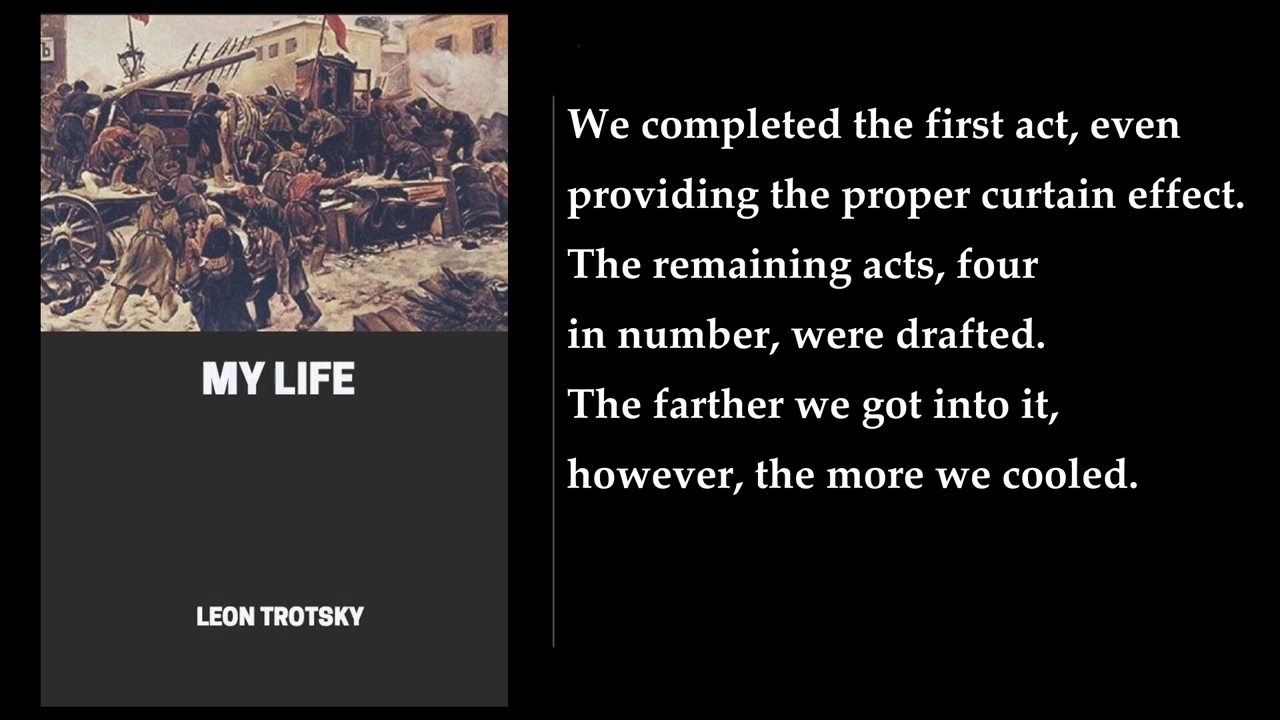 MY LIFE
LEON TROTSKY
We completed the first act, even
providing the proper curtain effect.
The remaining acts, four
in number, were drafted.
The farther we got into it,
however, the more we cooled.